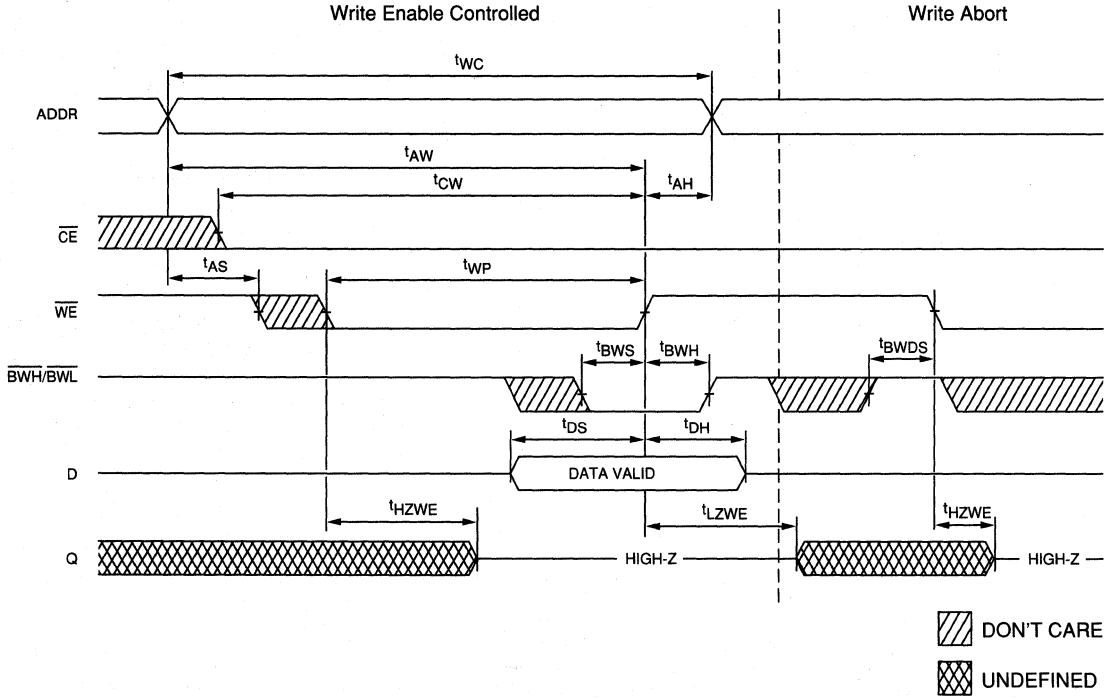 Write Enable Controlled
Write Abort
tWC
ADDR
tAW
tCW
tAH
CE
tAS
tWP
WE
tBWS
tBWH
tBWDS
BWH/BWL
tDS
tDH
D
DATA VALID
tHZWE
tLZWE
tHZWE
Q
HIGH-Z
HIGH-Z
DON'T CARE
UNDEFINED